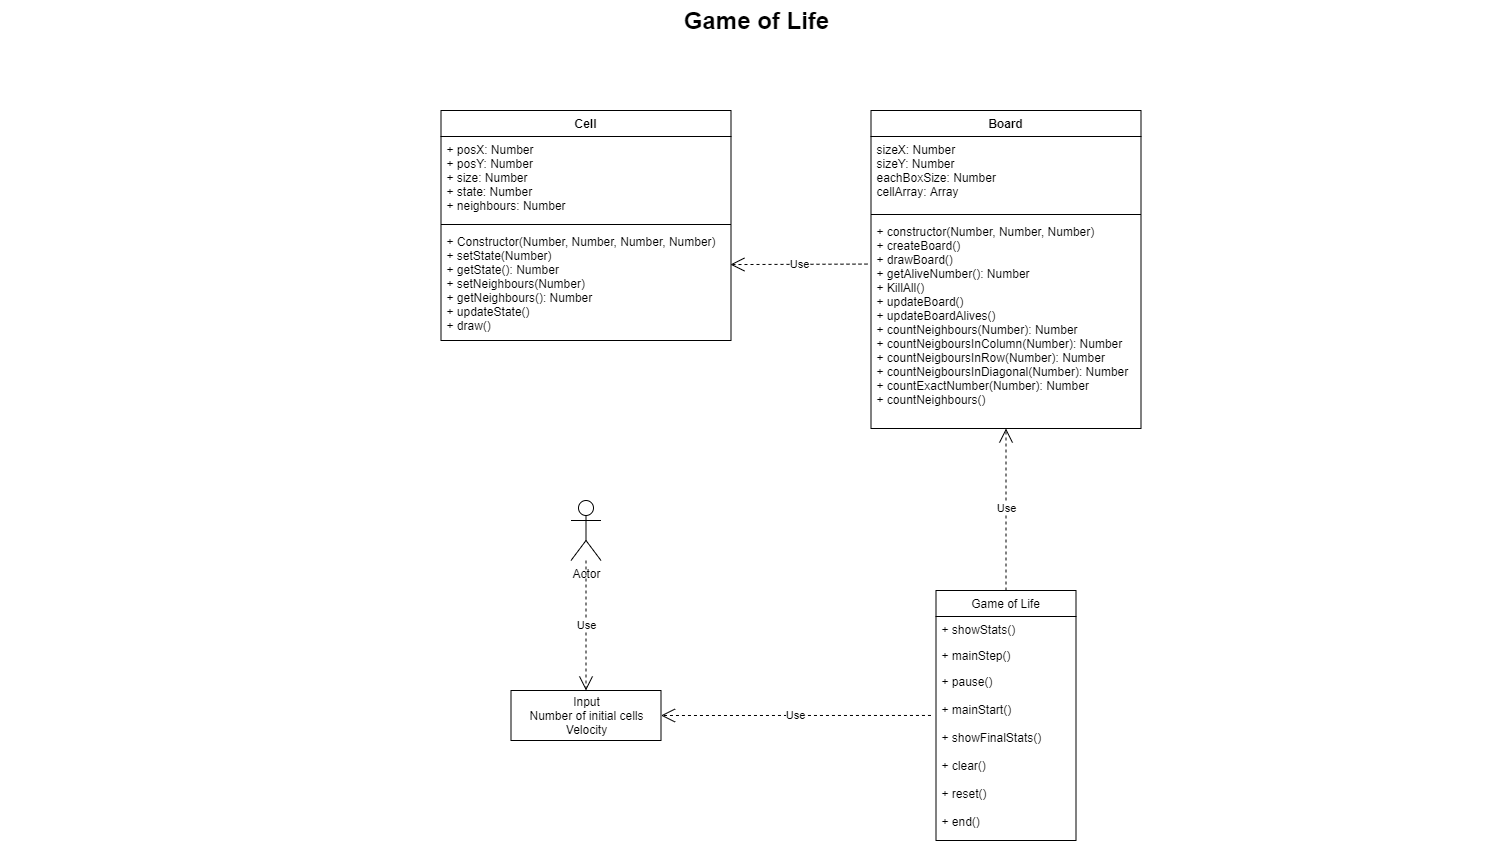 Game of Life
Cell
+ posX: Number
+ posY: Number
+ size: Number
+ state: Number
+ neighbours: Number
+ Constructor(Number, Number, Number, Number)
+ setState(Number)
+ getState(): Number
+ setNeighbours(Number)
+ getNeighbours(): Number
+ updateState()
+ draw()
Use
Board
sizeX: Number
sizeY: Number
eachBoxSize: Number
cellArray: Array
+ constructor(Number, Number, Number)
+ createBoard()
+ drawBoard()
+ getAliveNumber(): Number
+ KillAll()
+ updateBoard()
+ updateBoardAlives()
+ countNeighbours(Number): Number
+ countNeigboursInColumn(Number): Number
+ countNeigboursInRow(Number): Number
+ countNeigboursInDiagonal(Number): Number
+ countExactNumber(Number): Number
+ countNeighbours()
Use
Actor
Use
Input
Number of initial cells
Velocity
Use
Game of Life
+ showStats()
+ mainStep()
+ pause()
+ mainStart()
+ showFinalStats()
+ clear()
+ reset()
+ end()